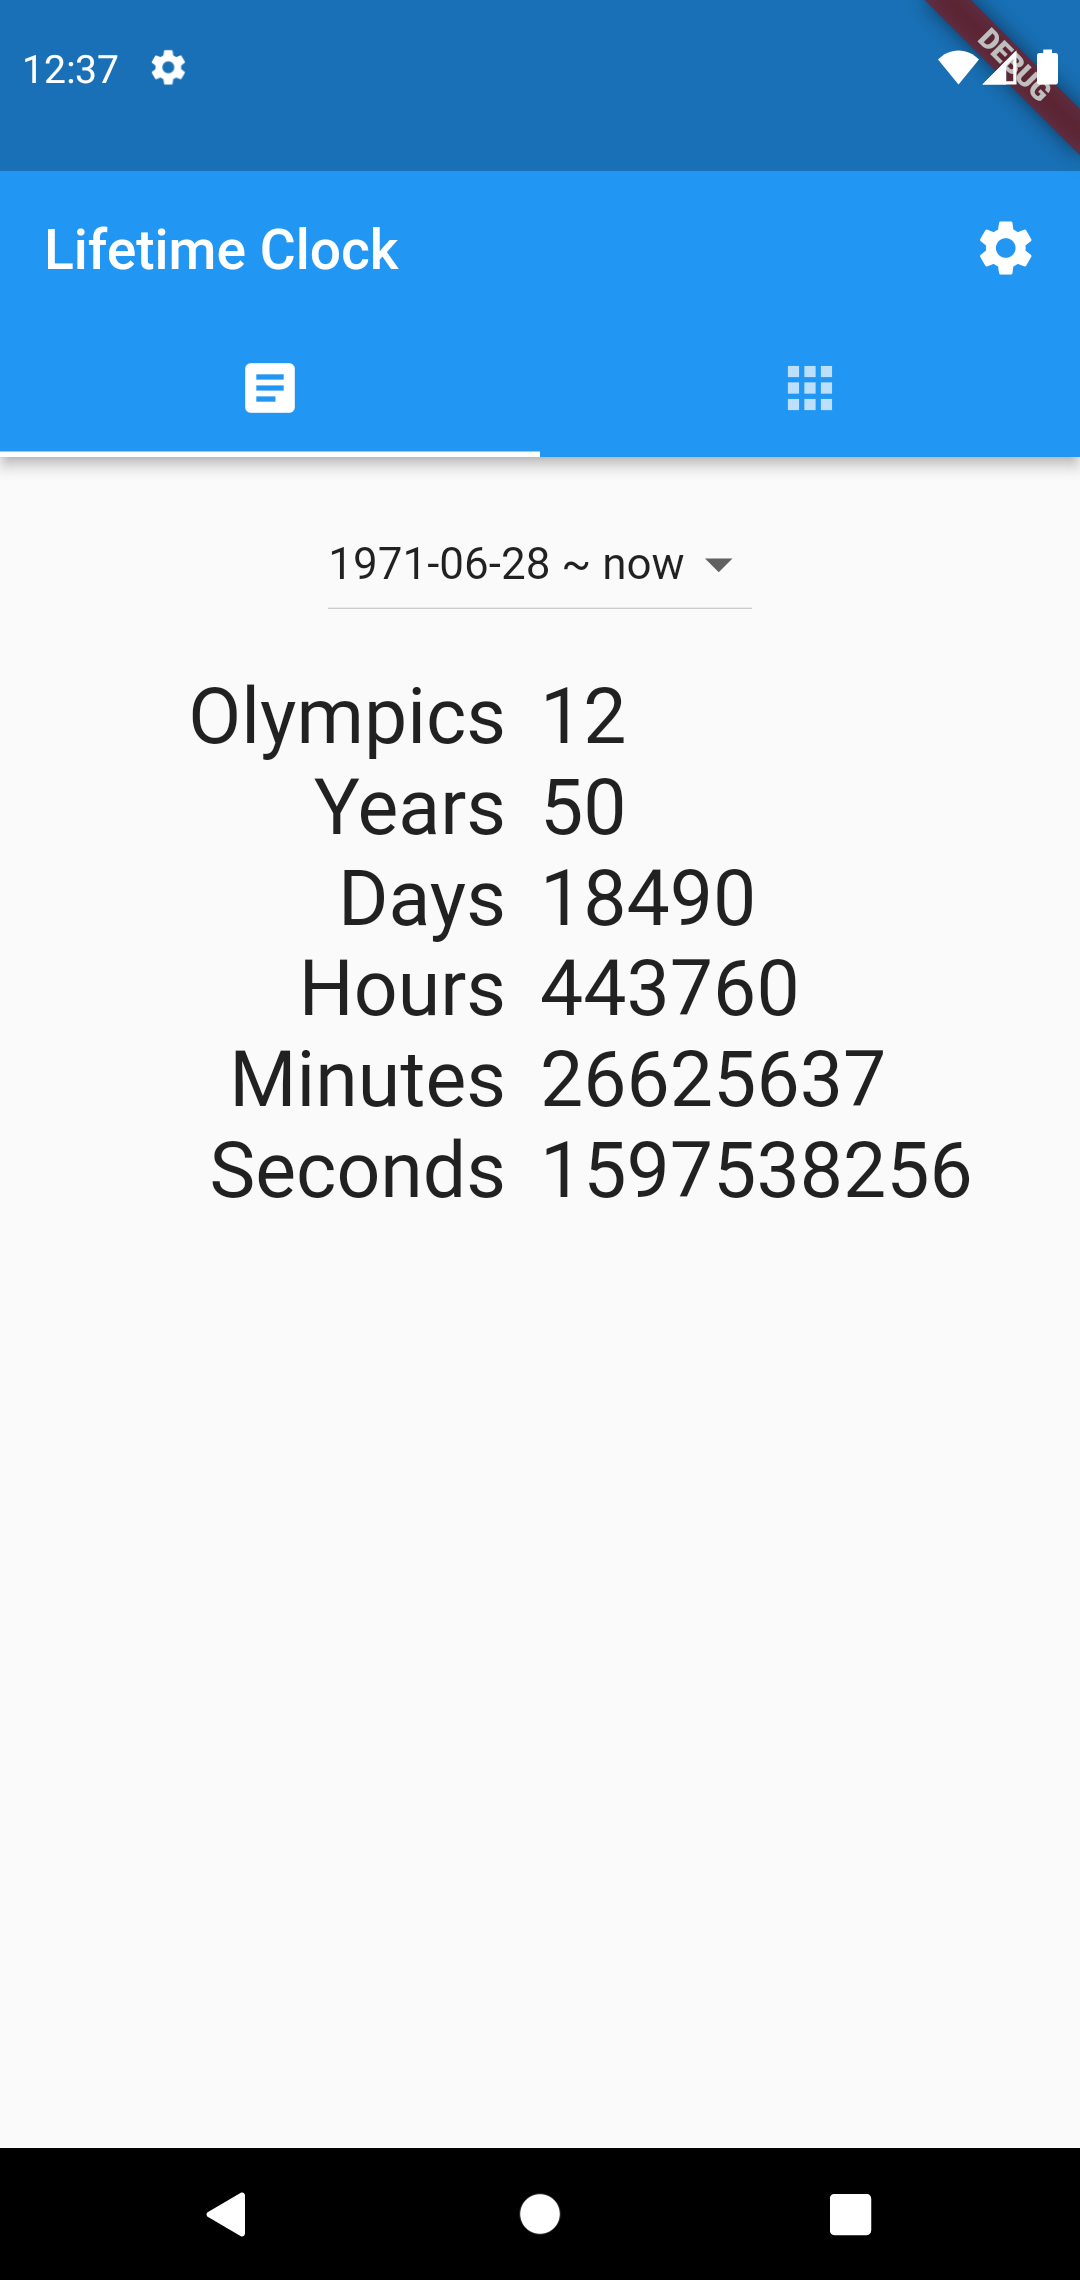 12:37
DEBUG
Lifetime Clock
1971-06-28 ~ now
Olympics 12
Years 50
Days 18490
Hours 443760
Minutes 26625637
Seconds 1597538256